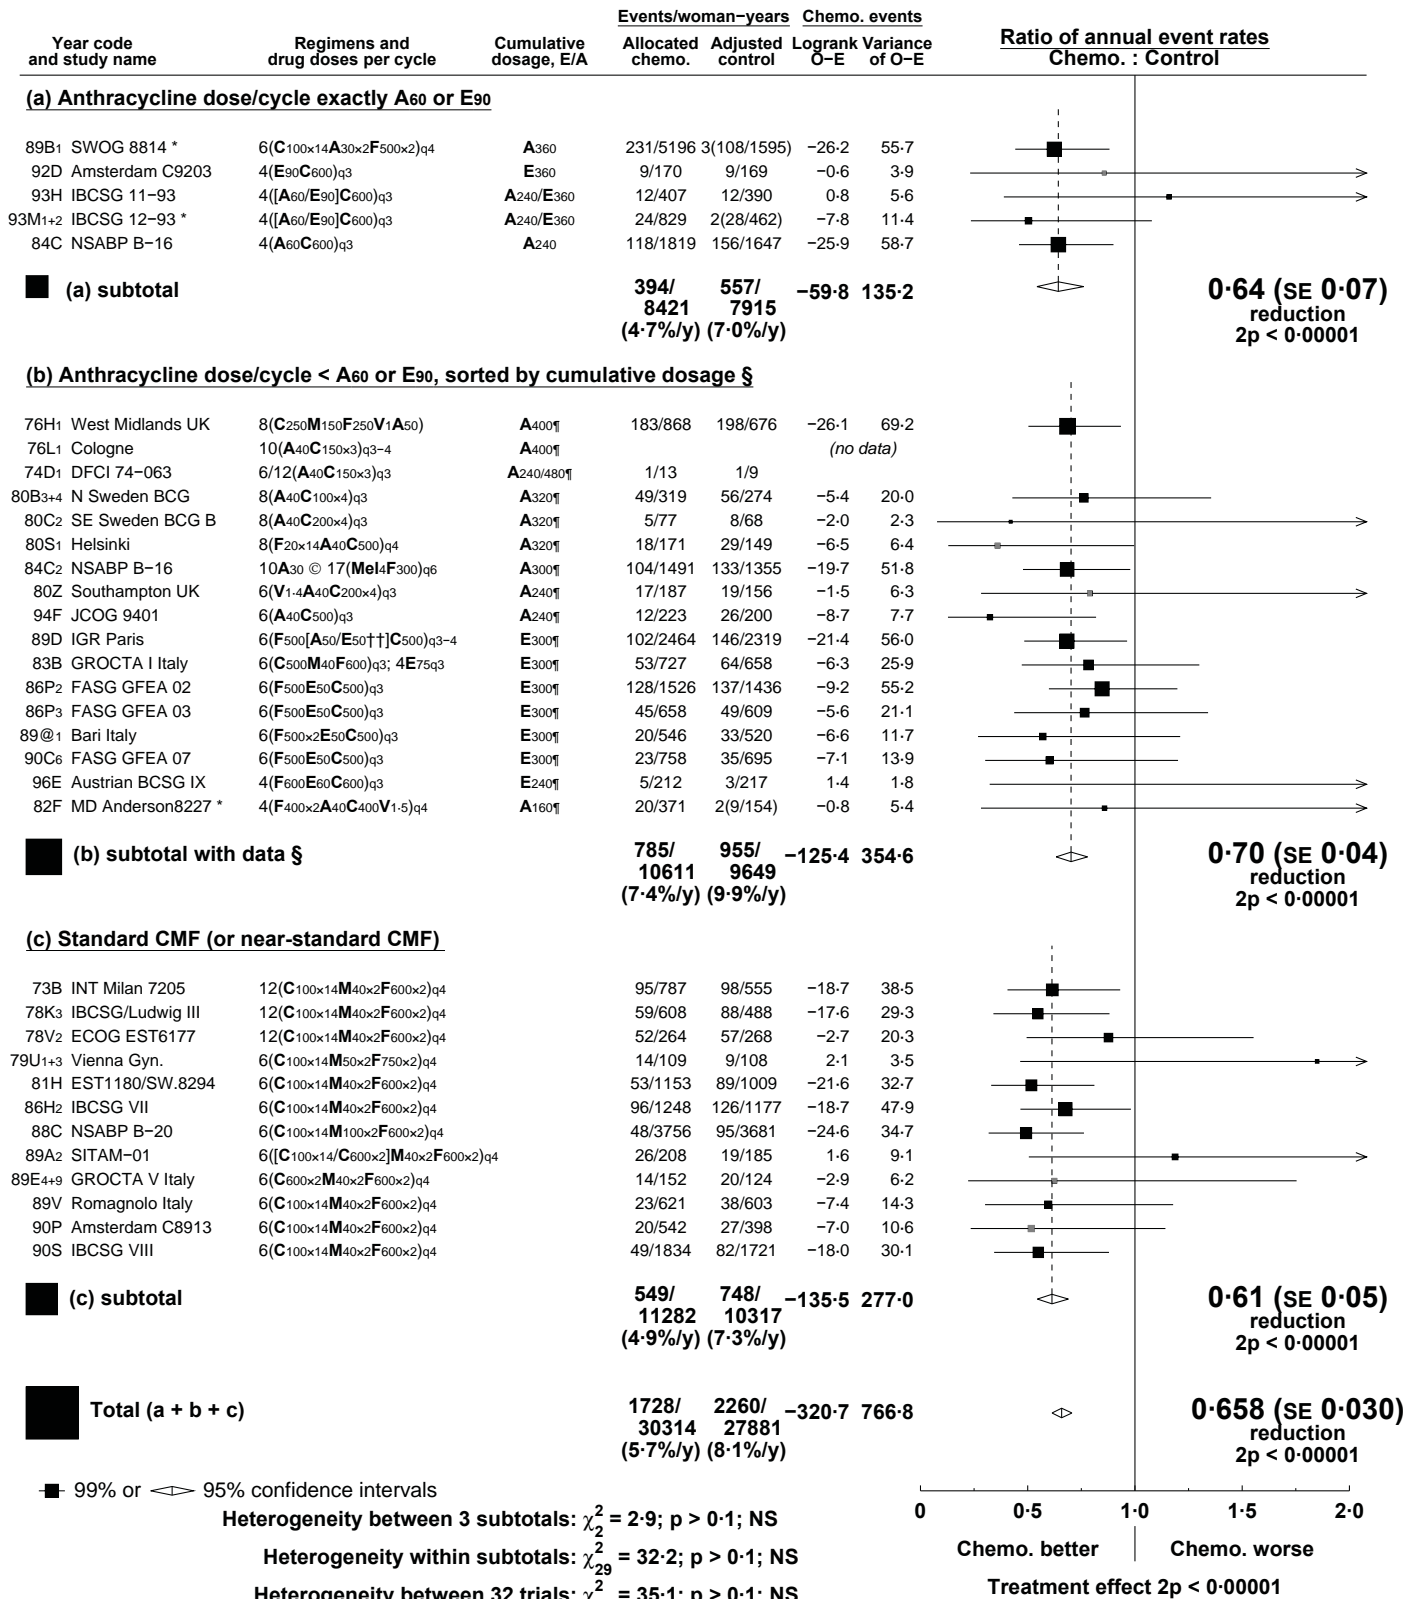 Events/woman−years Chemo. events
Year code and study name Regimens and drug doses per cycle Cumulative dosage, E/A Allocated chemo. Adjusted control Logrank O−E Variance of O−E Ratio of annual event rates Chemo. : Control
(a) Anthracycline dose/cycle exactly A60 or E90
89B1 SWOG 8814 * 6(C100×14A30×2F500×2)q4 A360 231/5196 3(108/1595) −26·2 55·7
92D Amsterdam C9203 4(E90C600)q3 E360 9/170 9/169 −0·6 3·9
93H IBCSG 11−93 4([A60/E90]C600)q3 A240/E360 12/407 12/390 0·8 5·6
93M1+2 IBCSG 12−93 * 4([A60/E90]C600)q3 A240/E360 24/829 2(28/462) −7·8 11·4
84C NSABP B−16 4(A60C600)q3 A240 118/1819 156/1647 −25·9 58·7
(a) subtotal 394/ 8421 (4·7%/y) 557/ 7915 (7·0%/y) −59·8 135·2 0·64 (SE 0·07)
reduction
2p < 0·00001
(b) Anthracycline dose/cycle < A60 or E90, sorted by cumulative dosage §
76H1 West Midlands UK 8(C250M150F250V1A50) A400¶ 183/868 198/676 −26·1 69·2
76L1 Cologne 10(A40C150×3)q3−4 A400¶ (no data)
74D1 DFCI 74−063 6/12(A40C150×3)q3 A240/480¶ 1/13 1/9
80B3+4 N Sweden BCG 8(A40C100×4)q3 A320¶ 49/319 56/274 −5·4 20·0
80C2 SE Sweden BCG B 8(A40C200×4)q3 A320¶ 5/77 8/68 −2·0 2·3
80S1 Helsinki 8(F20×14A40C500)q4 A320¶ 18/171 29/149 −6·5 6·4
84C2 NSABP B−16 10A30 © 17(Mel4F300)q6 A300¶ 104/1491 133/1355 −19·7 51·8
80Z Southampton UK 6(V1·4A40C200×4)q3 A240¶ 17/187 19/156 −1·5 6·3
94F JCOG 9401 6(A40C500)q3 A240¶ 12/223 26/200 −8·7 7·7
89D IGR Paris 6(F500[A50/E50††]C500)q3−4 E300¶ 102/2464 146/2319 −21·4 56·0
83B GROCTA I Italy 6(C500M40F600)q3; 4E75q3 E300¶ 53/727 64/658 −6·3 25·9
86P2 FASG GFEA 02 6(F500E50C500)q3 E300¶ 128/1526 137/1436 −9·2 55·2
86P3 FASG GFEA 03 6(F500E50C500)q3 E300¶ 45/658 49/609 −5·6 21·1
89@1 Bari Italy 6(F500×2E50C500)q3 E300¶ 20/546 33/520 −6·6 11·7
90C6 FASG GFEA 07 6(F500E50C500)q3 E300¶ 23/758 35/695 −7·1 13·9
96E Austrian BCSG IX 4(F600E60C600)q3 E240¶ 5/212 3/217 1·4 1·8
82F MD Anderson8227 * 4(F400×2A40C400V1·5)q4 A160¶ 20/371 2(9/154) −0·8 5·4
(b) subtotal with data § 785/ 10611 (7·4%/y) 955/ 9649 (9·9%/y) −125·4 354·6 0·70 (SE 0·04)
reduction
2p < 0·00001
(c) Standard CMF (or near-standard CMF)
73B INT Milan 7205 12(C100×14M40×2F600×2)q4 95/787 98/555 −18·7 38·5
78K3 IBCSG/Ludwig III 12(C100×14M40×2F600×2)q4 59/608 88/488 −17·6 29·3
78V2 ECOG EST6177 12(C100×14M40×2F600×2)q4 52/264 57/268 −2·7 20·3
79U1+3 Vienna Gyn. 6(C100×14M50×2F750×2)q4 14/109 9/108 2·1 3·5
81H EST1180/SW.8294 6(C100×14M40×2F600×2)q4 53/1153 89/1009 −21·6 32·7
86H2 IBCSG VII 6(C100×14M40×2F600×2)q4 96/1248 126/1177 −18·7 47·9
88C NSABP B−20 6(C100×14M100×2F600×2)q4 48/3756 95/3681 −24·6 34·7
89A2 SITAM−01 6([C100×14/C600×2]M40×2F600×2)q4 26/208 19/185 1·6 9·1
89E4+9 GROCTA V Italy 6(C600×2M40×2F600×2)q4 14/152 20/124 −2·9 6·2
89V Romagnolo Italy 6(C100×14M40×2F600×2)q4 23/621 38/603 −7·4 14·3
90P Amsterdam C8913 6(C100×14M40×2F600×2)q4 20/542 27/398 −7·0 10·6
90S IBCSG VIII 6(C100×14M40×2F600×2)q4 49/1834 82/1721 −18·0 30·1
(c) subtotal 549/ 11282 (4·9%/y) 748/ 10317 (7·3%/y) −135·5 277·0 0·61 (SE 0·05)
reduction
2p < 0·00001
Total (a + b + c) 1728/ 30314 (5·7%/y) 2260/ 27881 (8·1%/y) −320·7 766·8 0·658 (SE 0·030)
reduction
2p < 0·00001
99% or 95% confidence intervals
0 0·5 1·0 1·5 2·0
Heterogeneity between 3 subtotals: χ²₂ = 2·9; p > 0·1; NS
Chemo. better Chemo. worse
Heterogeneity within subtotals: χ²₂₉ = 32·2; p > 0·1; NS
Treatment effect 2p < 0·00001
Heterogeneity between 32 trials: χ² = 35·1; p > 0·1; NS